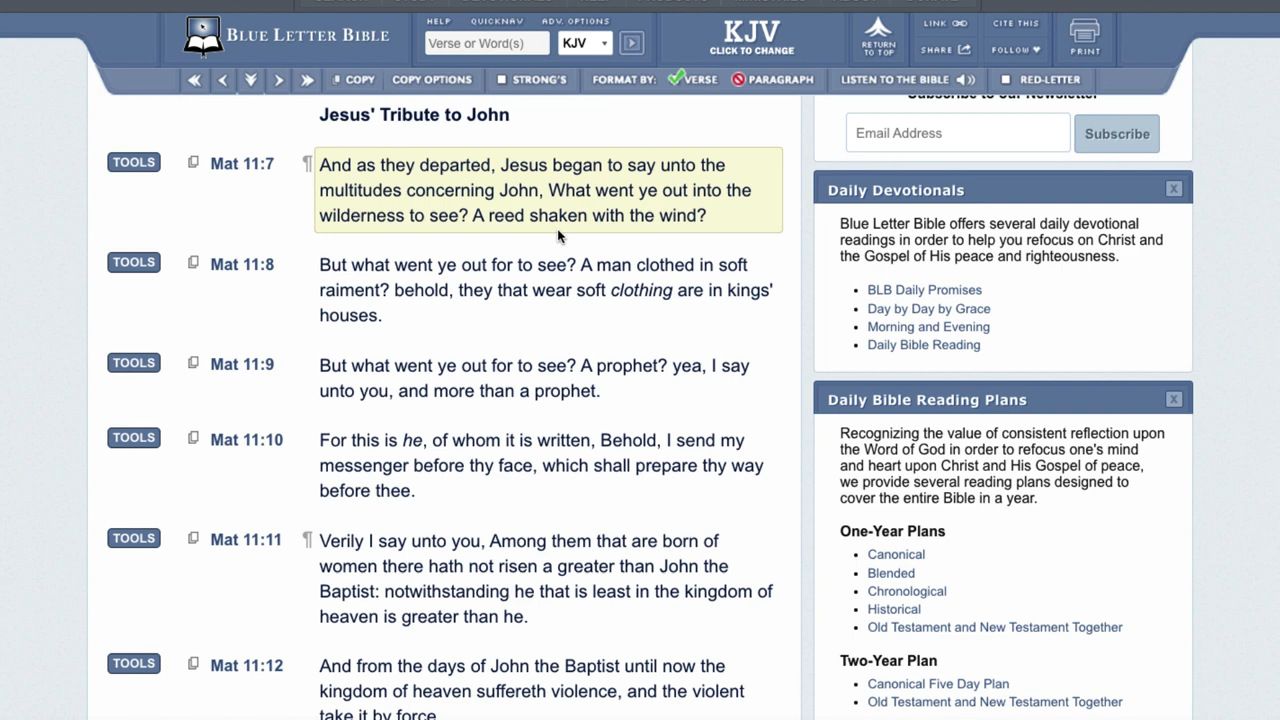 SEARCH STUDY DEVOTIONALS HELP PRODUCTS MINISTRIES ABOUT DONATE
BLUE LETTER BIBLE
HELP QUICKNAV ADV. OPTIONS
Verse or Word(s) KJV
KJV
CLICK TO CHANGE
RETURN
TO TOP
LINK
SHARE
CITE THIS
FOLLOW
PRINT
COPY COPY OPTIONS STRONG'S FORMAT BY: VERSE PARAGRAPH LISTEN TO THE BIBLE RED-LETTER
Jesus' Tribute to John
TOOLS Mat 11:7 ¶ And as they departed, Jesus began to say unto the
multitudes concerning John, What went ye out into the
wilderness to see? A reed shaken with the wind?
TOOLS Mat 11:8 But what went ye out for to see? A man clothed in soft
raiment? behold, they that wear soft clothing are in kings'
houses.
TOOLS Mat 11:9 But what went ye out for to see? A prophet? yea, I say
unto you, and more than a prophet.
TOOLS Mat 11:10 For this is he, of whom it is written, Behold, I send my
messenger before thy face, which shall prepare thy way
before thee.
TOOLS Mat 11:11 ¶ Verily I say unto you, Among them that are born of
women there hath not risen a greater than John the
Baptist: notwithstanding he that is least in the kingdom of
heaven is greater than he.
TOOLS Mat 11:12 And from the days of John the Baptist until now the
kingdom of heaven suffereth violence, and the violent
take it by force.
Subscribe to our Newsletter
Email Address Subscribe
Daily Devotionals X
Blue Letter Bible offers several daily devotional
readings in order to help you refocus on Christ and
the Gospel of His peace and righteousness.
• BLB Daily Promises
• Day by Day by Grace
• Morning and Evening
• Daily Bible Reading
Daily Bible Reading Plans X
Recognizing the value of consistent reflection upon
the Word of God in order to refocus one's mind
and heart upon Christ and His Gospel of peace,
we provide several reading plans designed to
cover the entire Bible in a year.
One-Year Plans
• Canonical
• Blended
• Chronological
• Historical
• Old Testament and New Testament Together
Two-Year Plan
• Canonical Five Day Plan
• Old Testament and New Testament Together